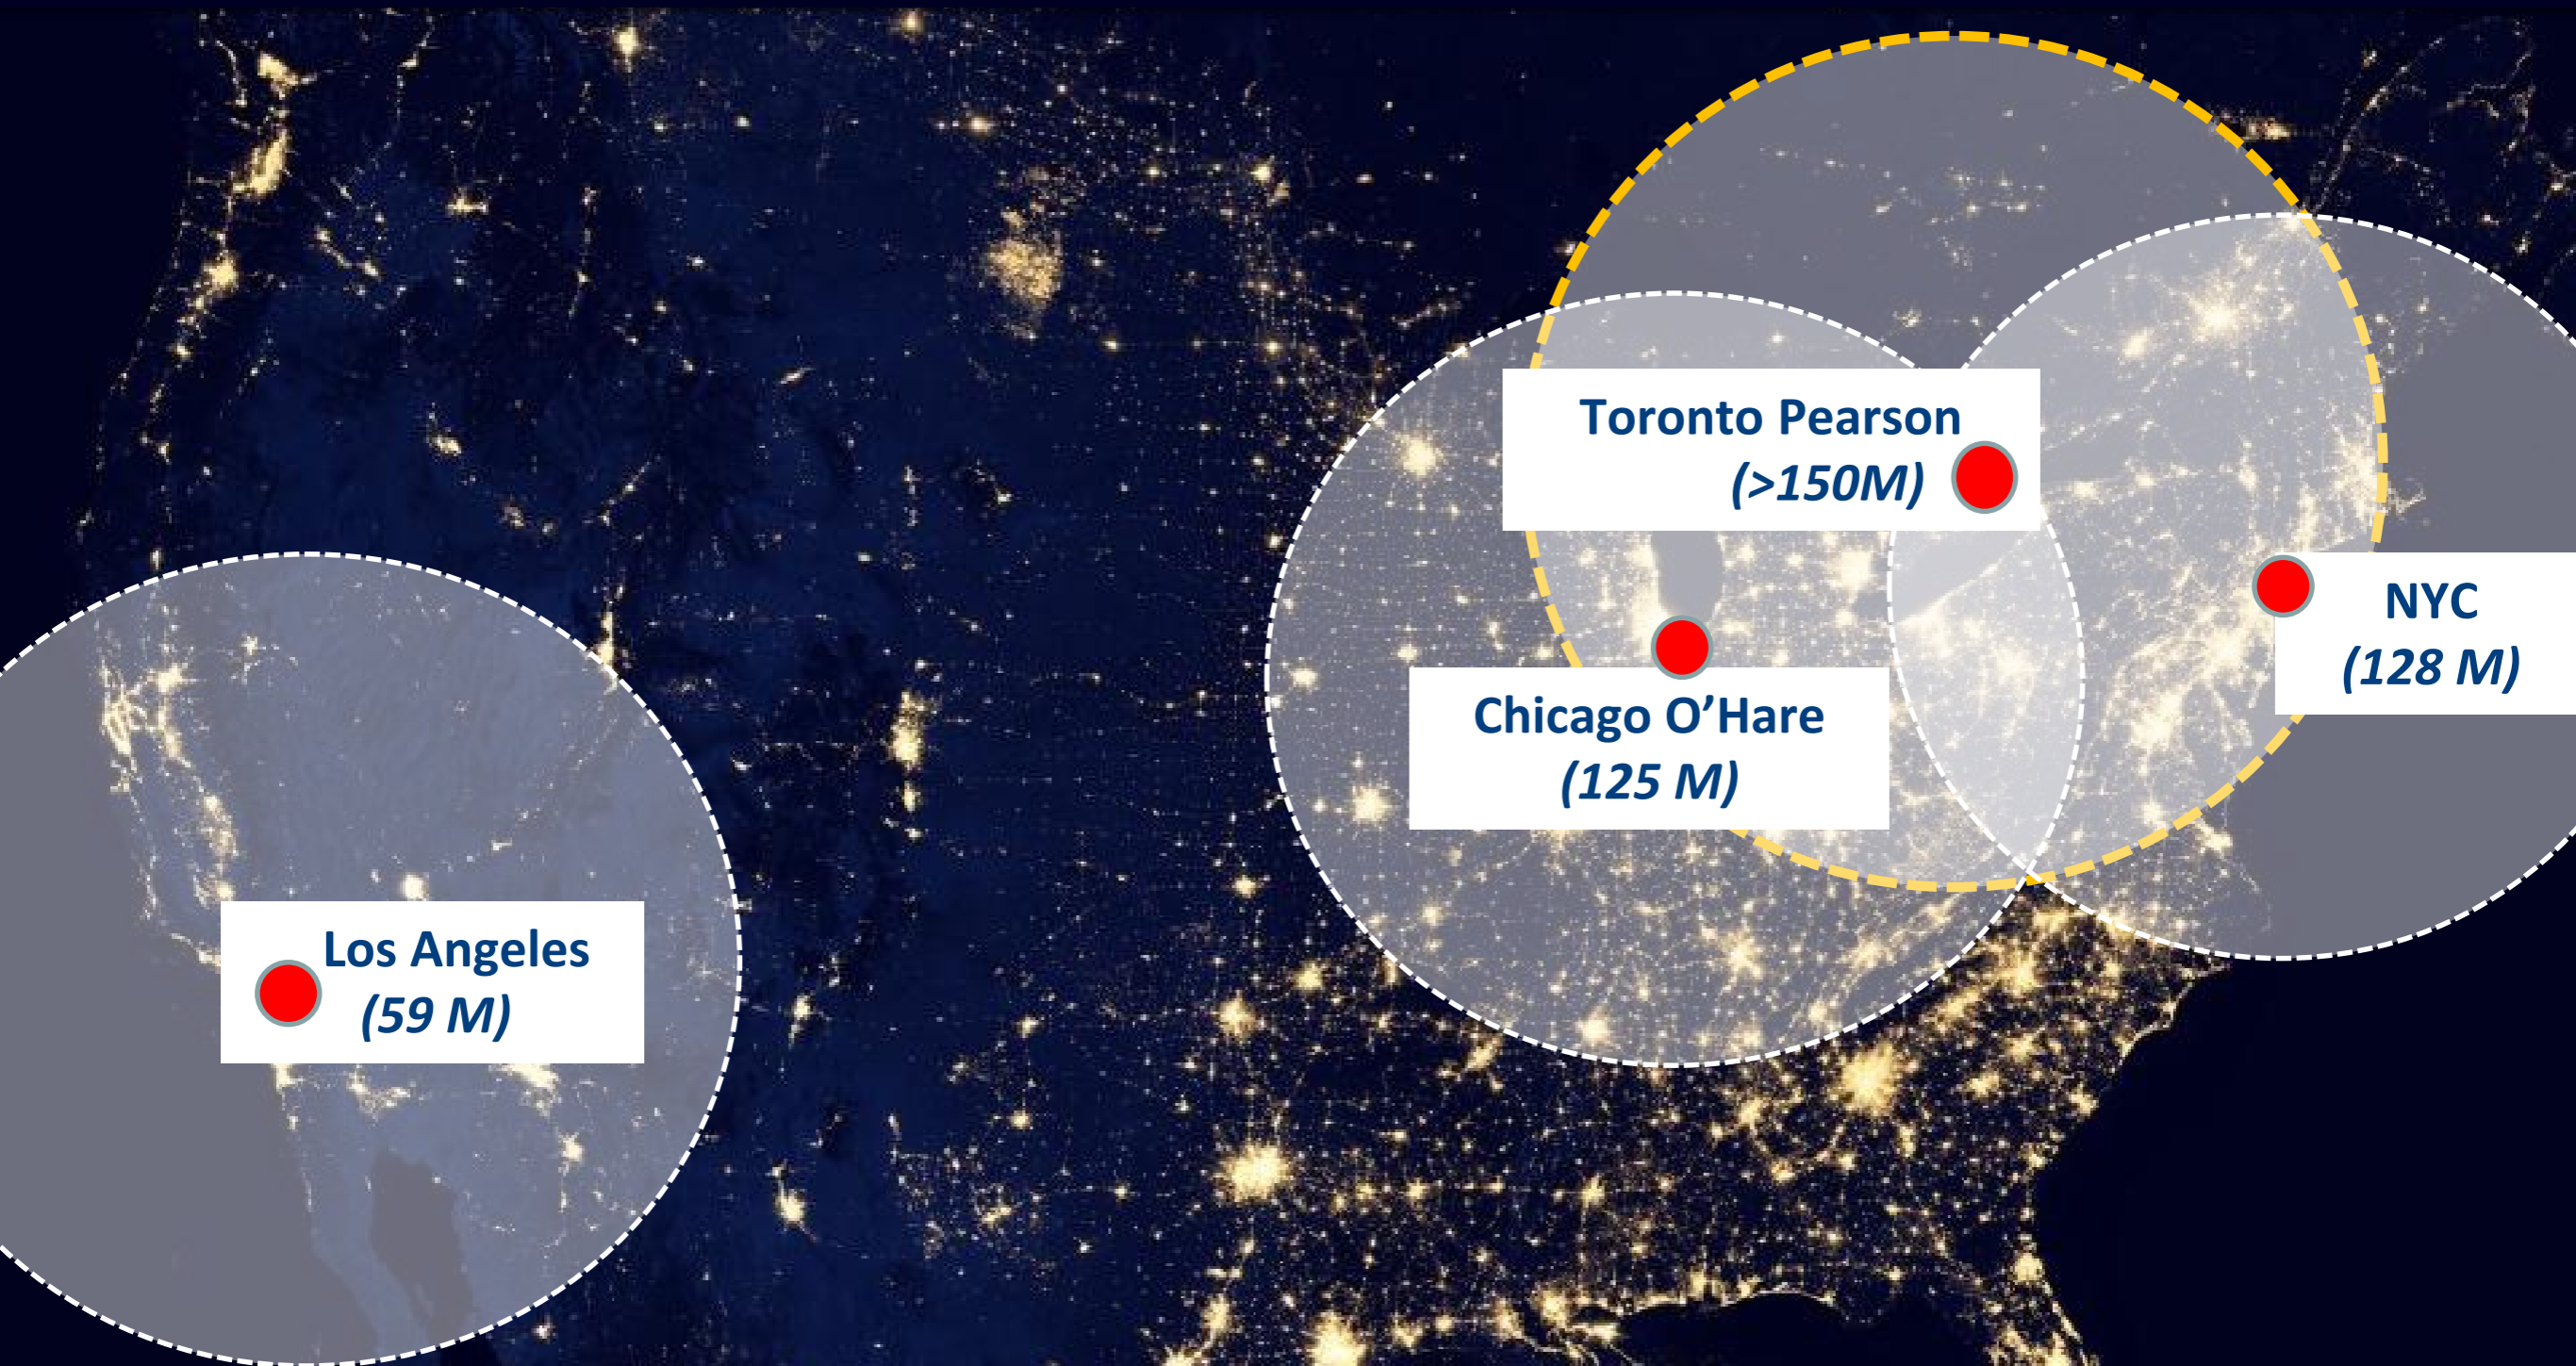 Toronto Pearson
(>150M)
NYC
(128 M)
Chicago O’Hare
(125 M)
Los Angeles
(59 M)